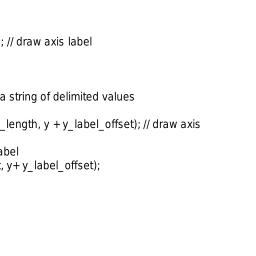 ; // draw axis label
a string of delimited values
_length, y + y_label_offset); // draw axis
abel
, y+ y_label_offset);